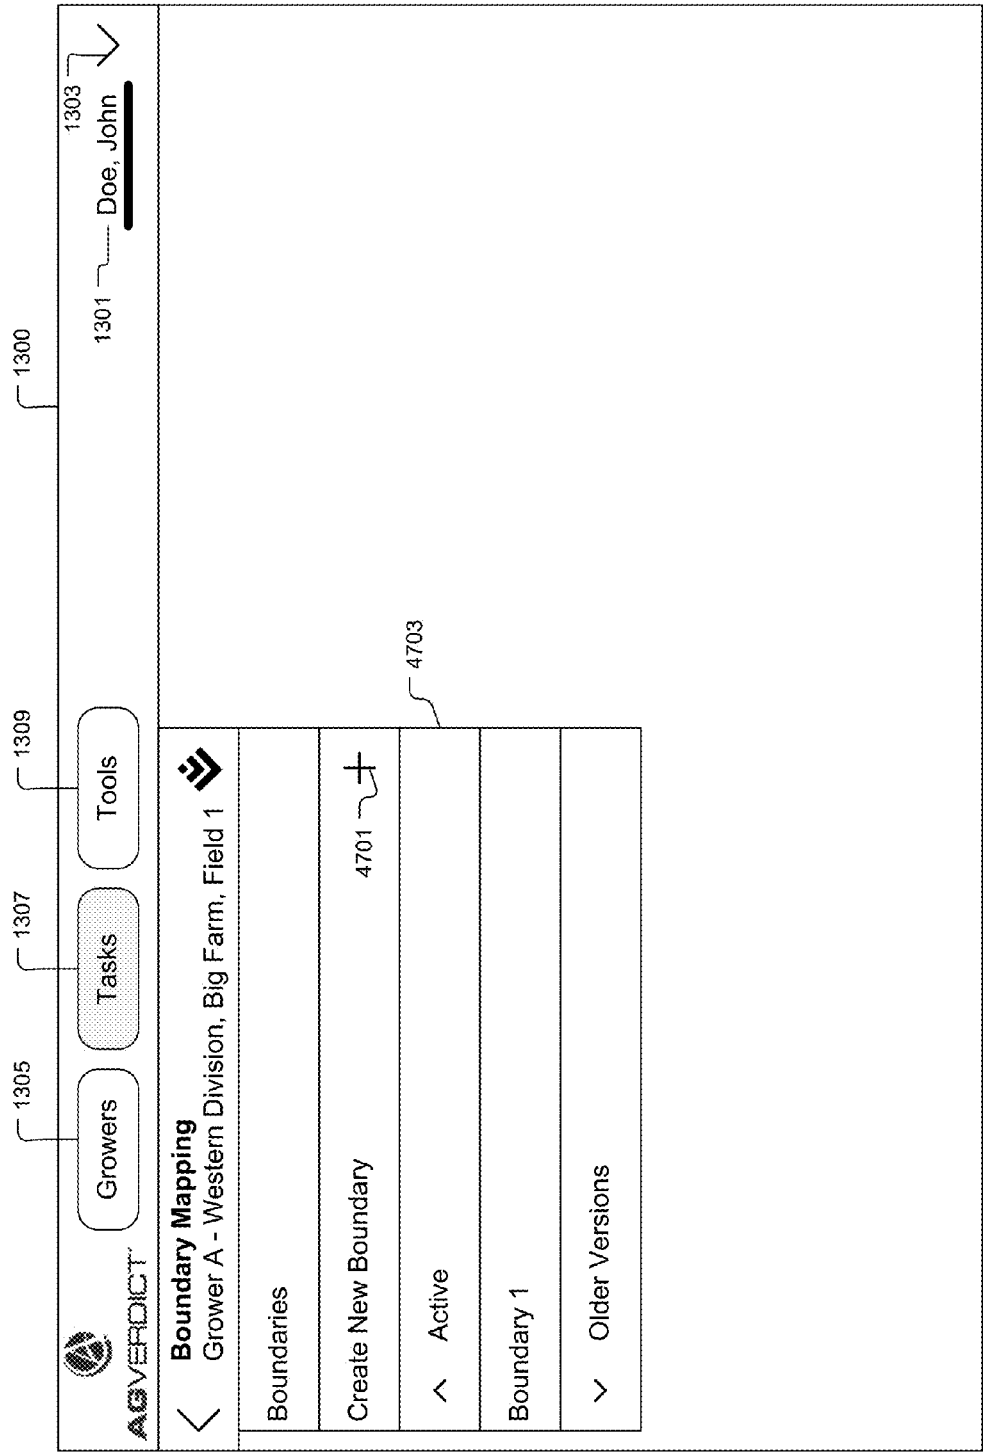 1300
1305
1307
1309
AGVERDICT
Growers
Tasks
Tools
1301
Doe, John
1303
Boundary Mapping
Grower A - Western Division, Big Farm, Field 1
Boundaries
Create New Boundary
4701
Active
4703
Boundary 1
Older Versions